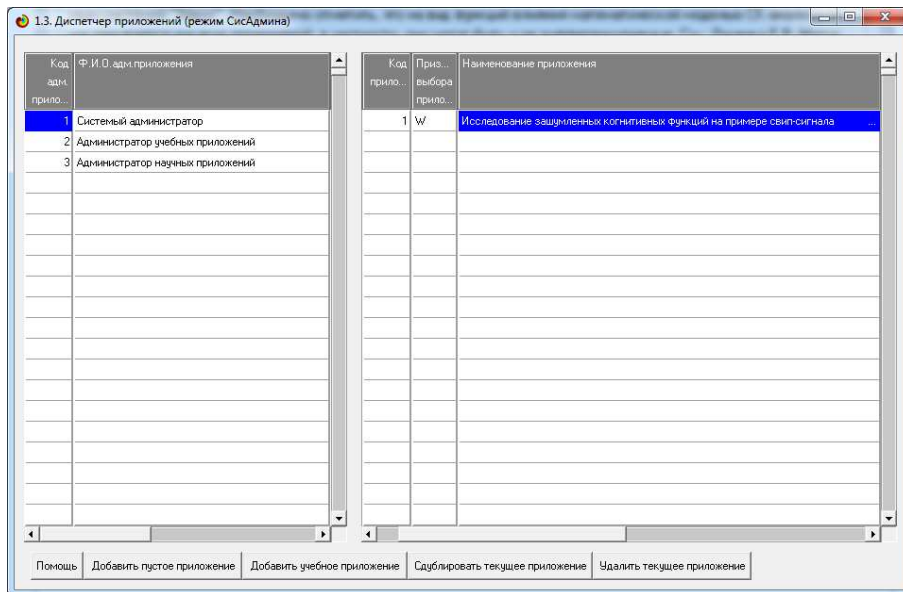 1.3. Диспетчер приложений (режим СисАдмина)
Код адм. прило... Ф.И.О.адм.приложения
1 Системый администратор
2 Администратор учебных приложений
3 Администратор научных приложений
Код прило... Приз... выбора прило... Наименование приложения
1 W Исследование зашумленных когнитивных функций на примере свип-сигнала ...
Помощь Добавить пустое приложение Добавить учебное приложение Сдублировать текущее приложение Удалить текущее приложение